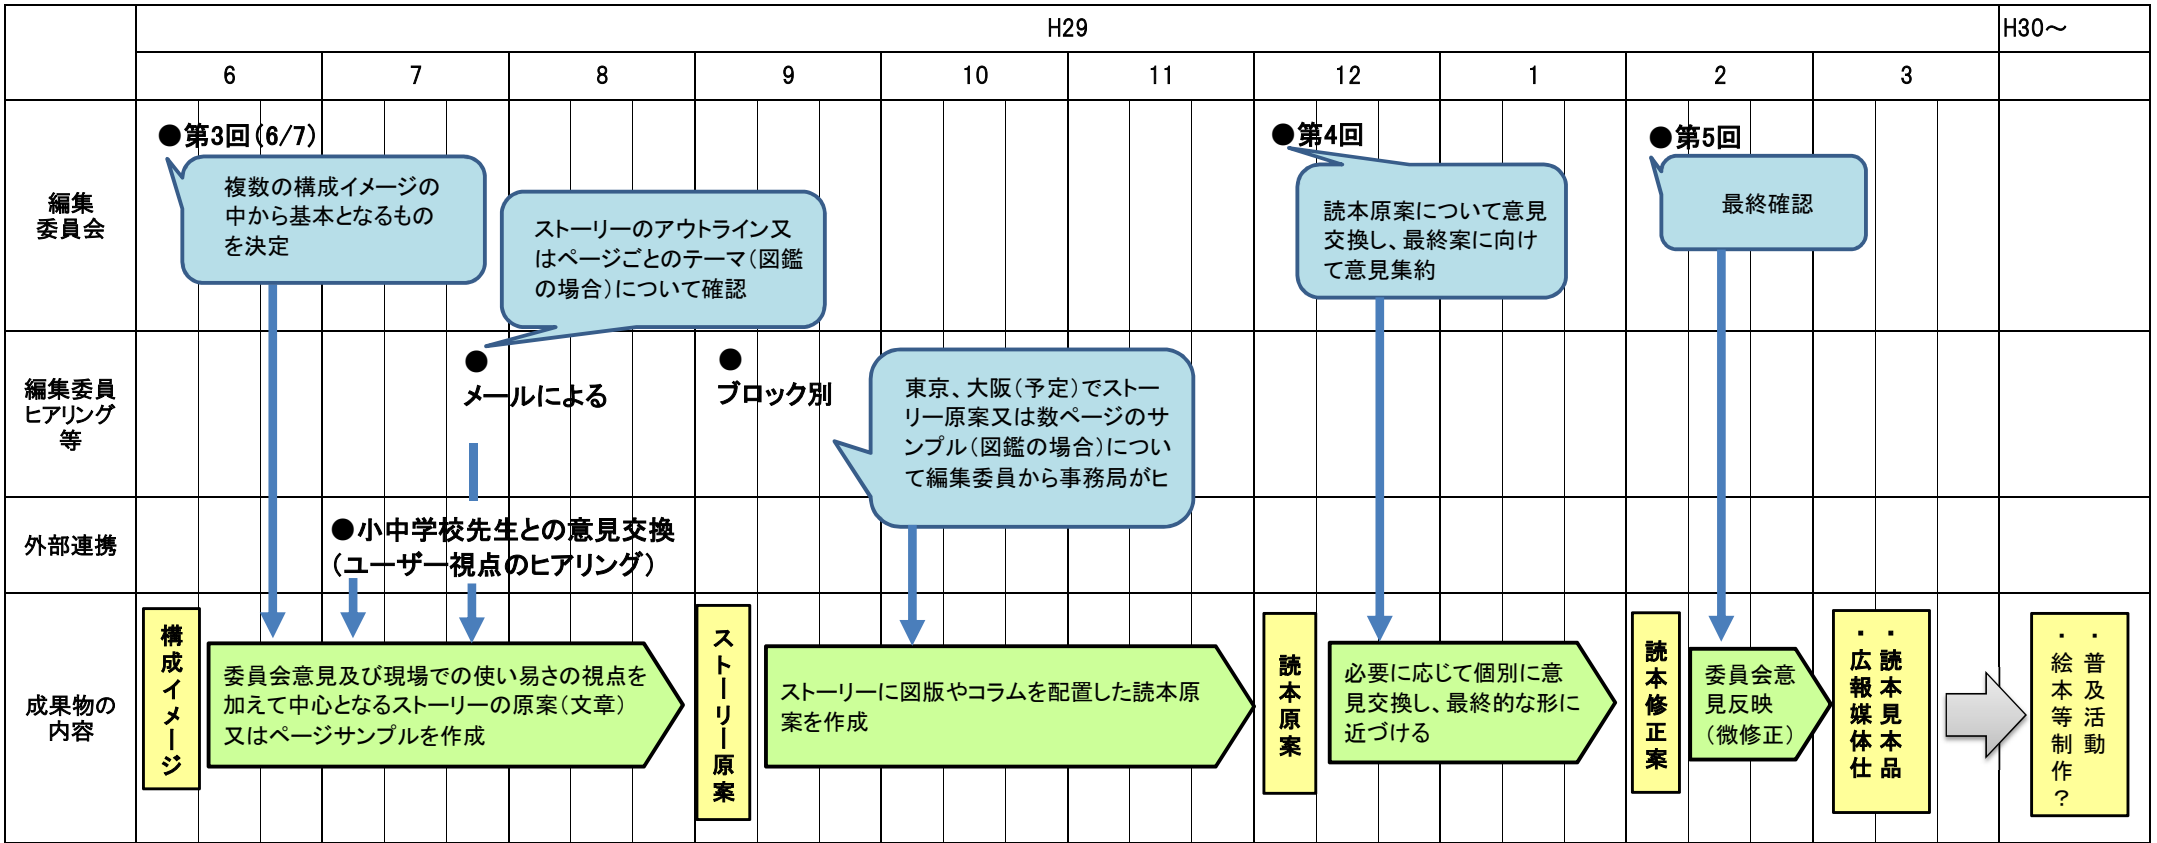 H29
H30～
6
7
8
9
10
11
12
1
2
3
編集
委員会
●第3回(6/7)
複数の構成イメージの
中から基本となるもの
を決定
ストーリーのアウトライン又
はページごとのテーマ(図鑑
の場合)について確認
●第4回
読本原案について意見
交換し、最終案に向け
て意見集約
●第5回
最終確認
編集委員
ヒアリング
等
●
メールによる
●
ブロック別
東京、大阪(予定)でストー
リー原案又は数ページのサ
ンプル(図鑑の場合)につい
て編集委員から事務局がヒ
外部連携
●小中学校先生との意見交換
(ユーザー視点のヒアリング)
成果物の
内容
構成イメージ
委員会意見及び現場での使い易さの視点を
加えて中心となるストーリーの原案(文章)
又はページサンプルを作成
ストーリー原案
ストーリーに図版やコラムを配置した読本原
案を作成
読本原案
必要に応じて個別に意
見交換し、最終的な形に
近づける
読本修正案
委員会意
見反映
(微修正)
・読本見本品
・広報媒体仕
・普及活動
・絵本等制作？